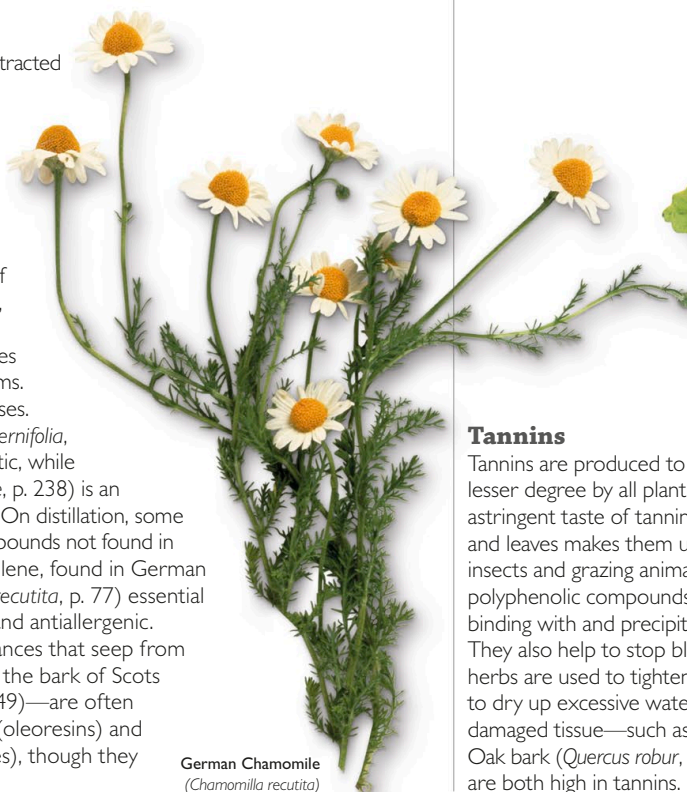 tracted
f
,
es
ms.
ses.
ernifolia,
tic, while
e, p. 238) is an
On distillation, some
pounds not found in
lene, found in German
recutita, p. 77) essential
nd antiallergenic.
ances that seep from
the bark of Scots
49)—are often
(oleoresins) and
es), though they
German Chamomile
(Chamomilla recutita)
Tannins
Tannins are produced to
lesser degree by all plant
astringent taste of tannin
and leaves makes them u
insects and grazing anima
polyphenolic compounds
binding with and precipit
They also help to stop bl
herbs are used to tighten
to dry up excessive wate
damaged tissue—such as
Oak bark (Quercus robur,
are both high in tannins.